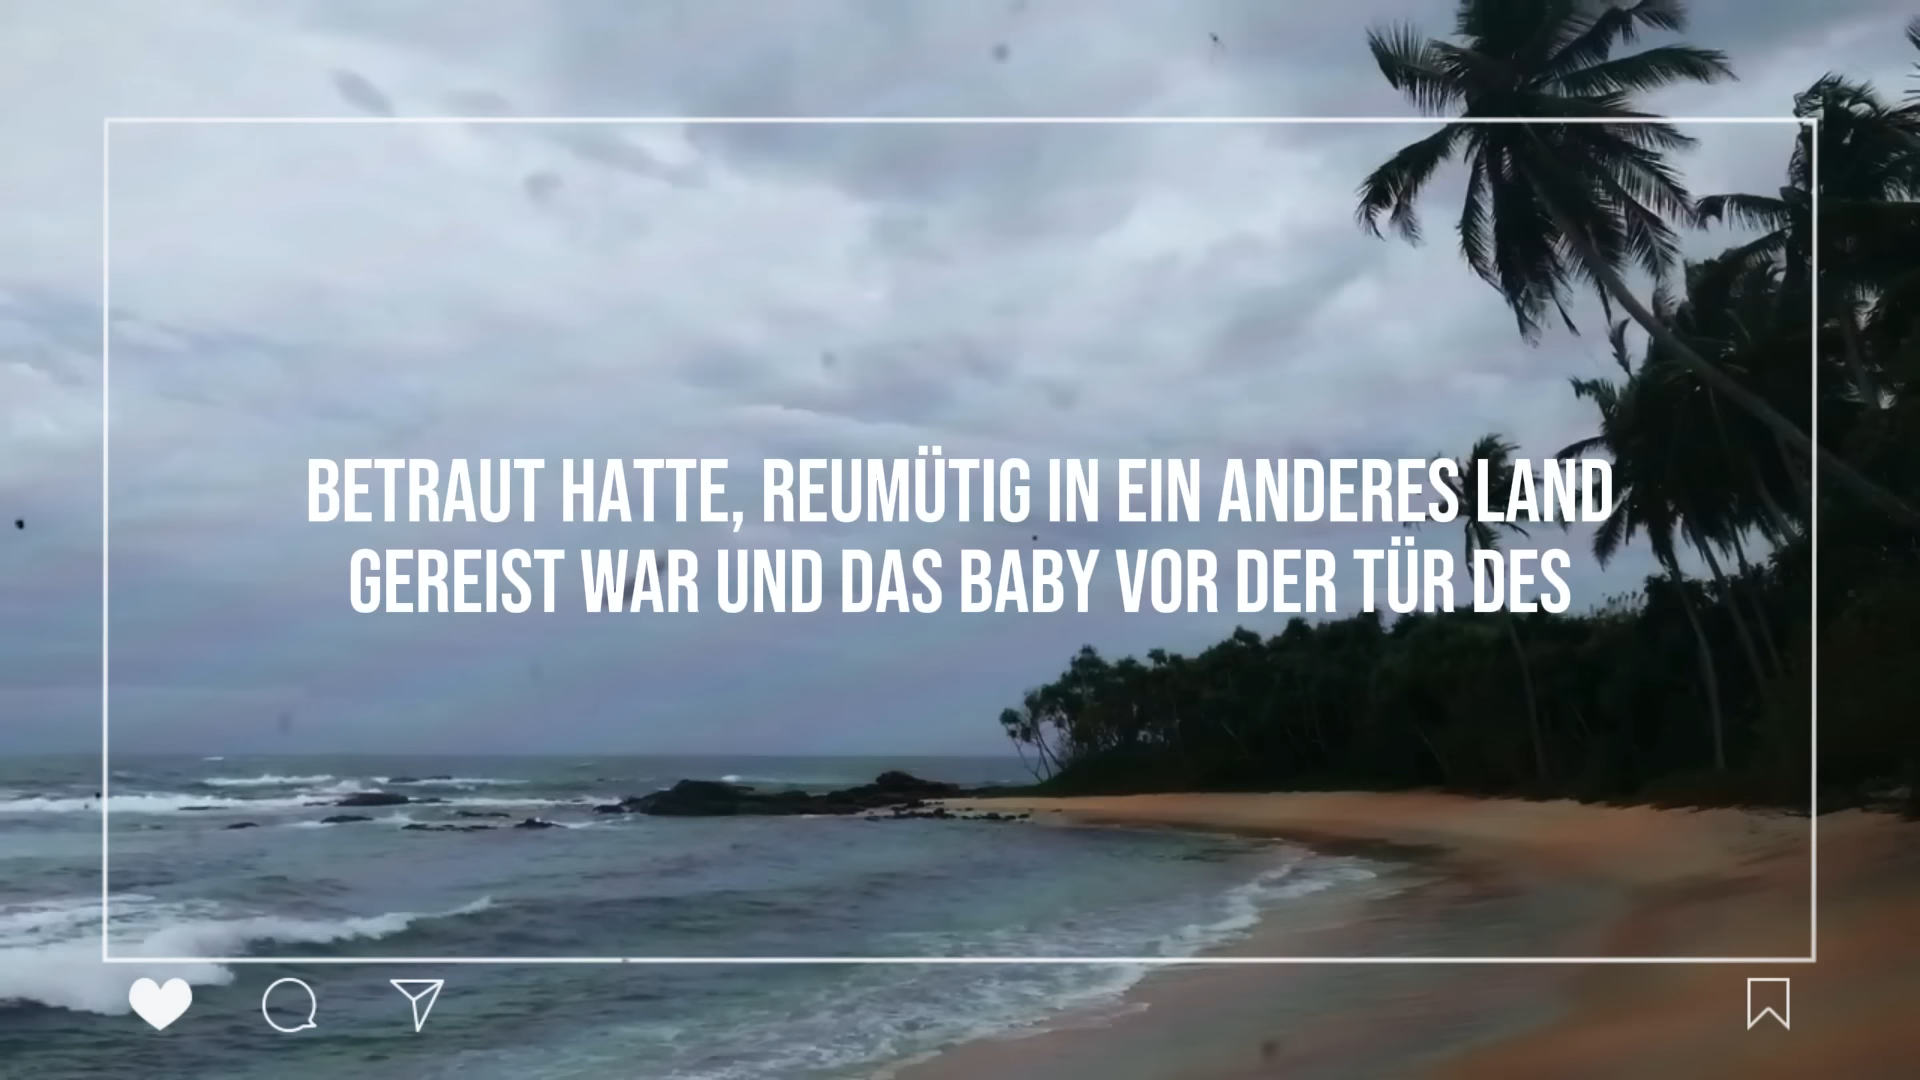 BETRAUT HATTE, REUMÜTIG IN EIN ANDERES LAND
GEREIST WAR UND DAS BABY VOR DER TÜR DES